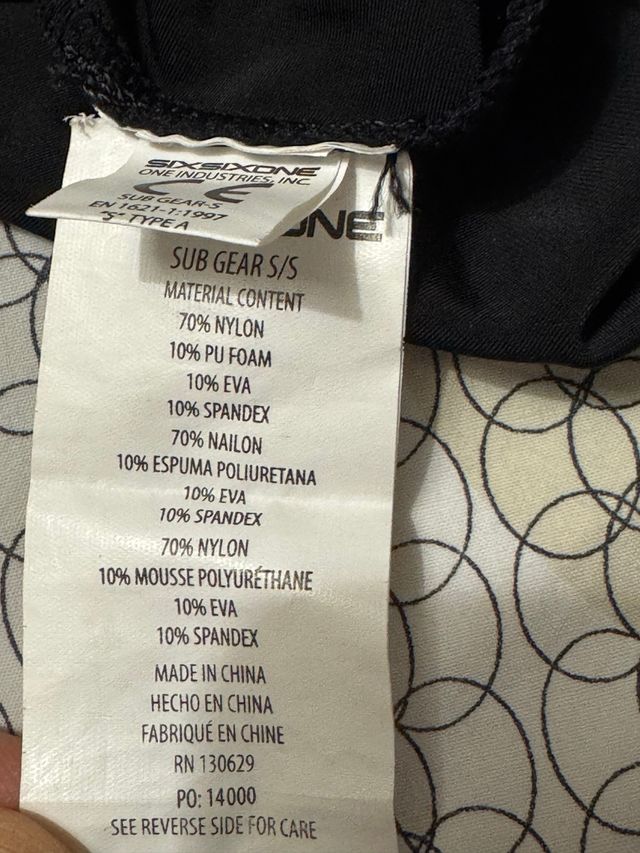 SIXSIXONE
ONE INDUSTRIES, INC.
CE
SUB GEAR-S
EN 1621-1:1997
"S" TYPE A
ONE
SUB GEAR S/S
MATERIAL CONTENT
70% NYLON
10% PU FOAM
10% EVA
10% SPANDEX
70% NAILON
10% ESPUMA POLIURETANA
10% EVA
10% SPANDEX
70% NYLON
10% MOUSSE POLYURÉTHANE
10% EVA
10% SPANDEX
MADE IN CHINA
HECHO EN CHINA
FABRIQUÉ EN CHINE
RN 130629
PO: 14000
SEE REVERSE SIDE FOR CARE